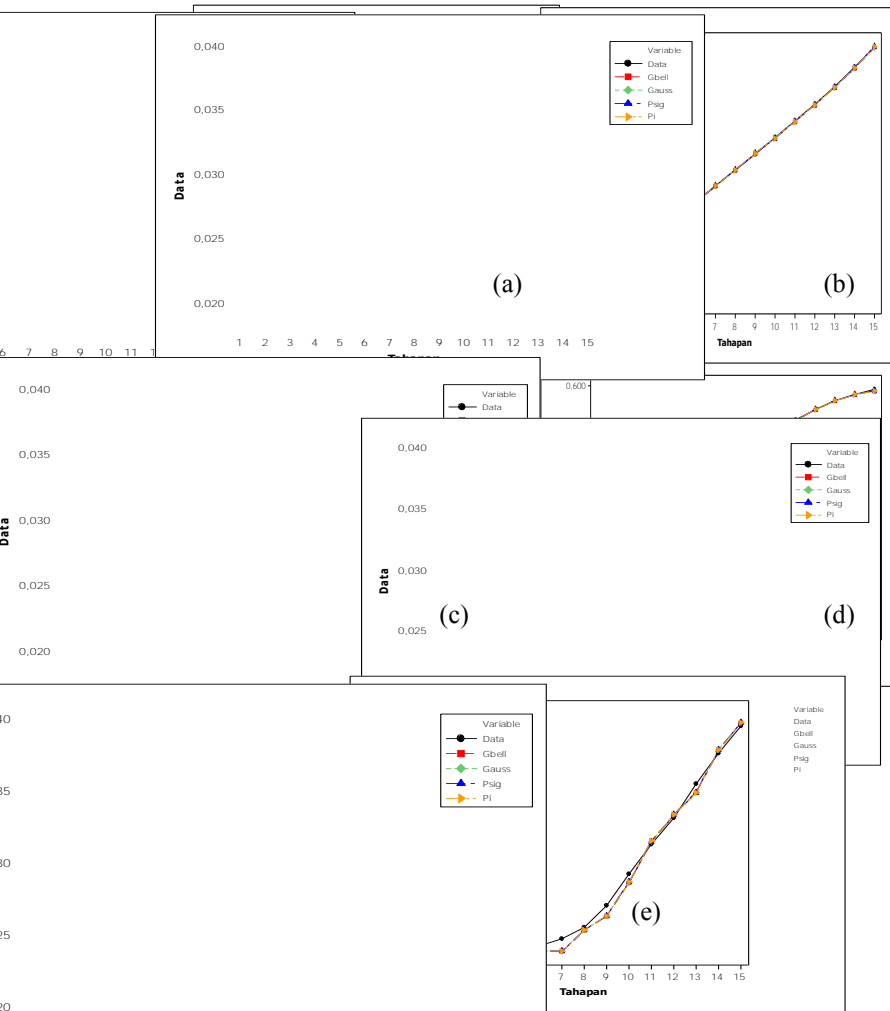 0,040
0,035
0,030
0,025
0,020
Data
Variable
Data
Gbell
Gauss
Psig
Pi
(a)
1 2 3 4 5 6 7 8 9 10 11 12 13 14 15
(b)
7 8 9 10 11 12 13 14 15
Tahapan
6 7 8 9 10 11
0,040
0,035
0,030
0,025
0,020
Data
Variable
Data
(c)
0,600
0,040
0,035
0,030
0,025
Data
Variable
Data
Gbell
Gauss
Psig
Pi
(d)
40
35
30
25
20
Variable
Data
Gbell
Gauss
Psig
Pi
Variable
Data
Gbell
Gauss
Psig
Pi
(e)
7 8 9 10 11 12 13 14 15
Tahapan